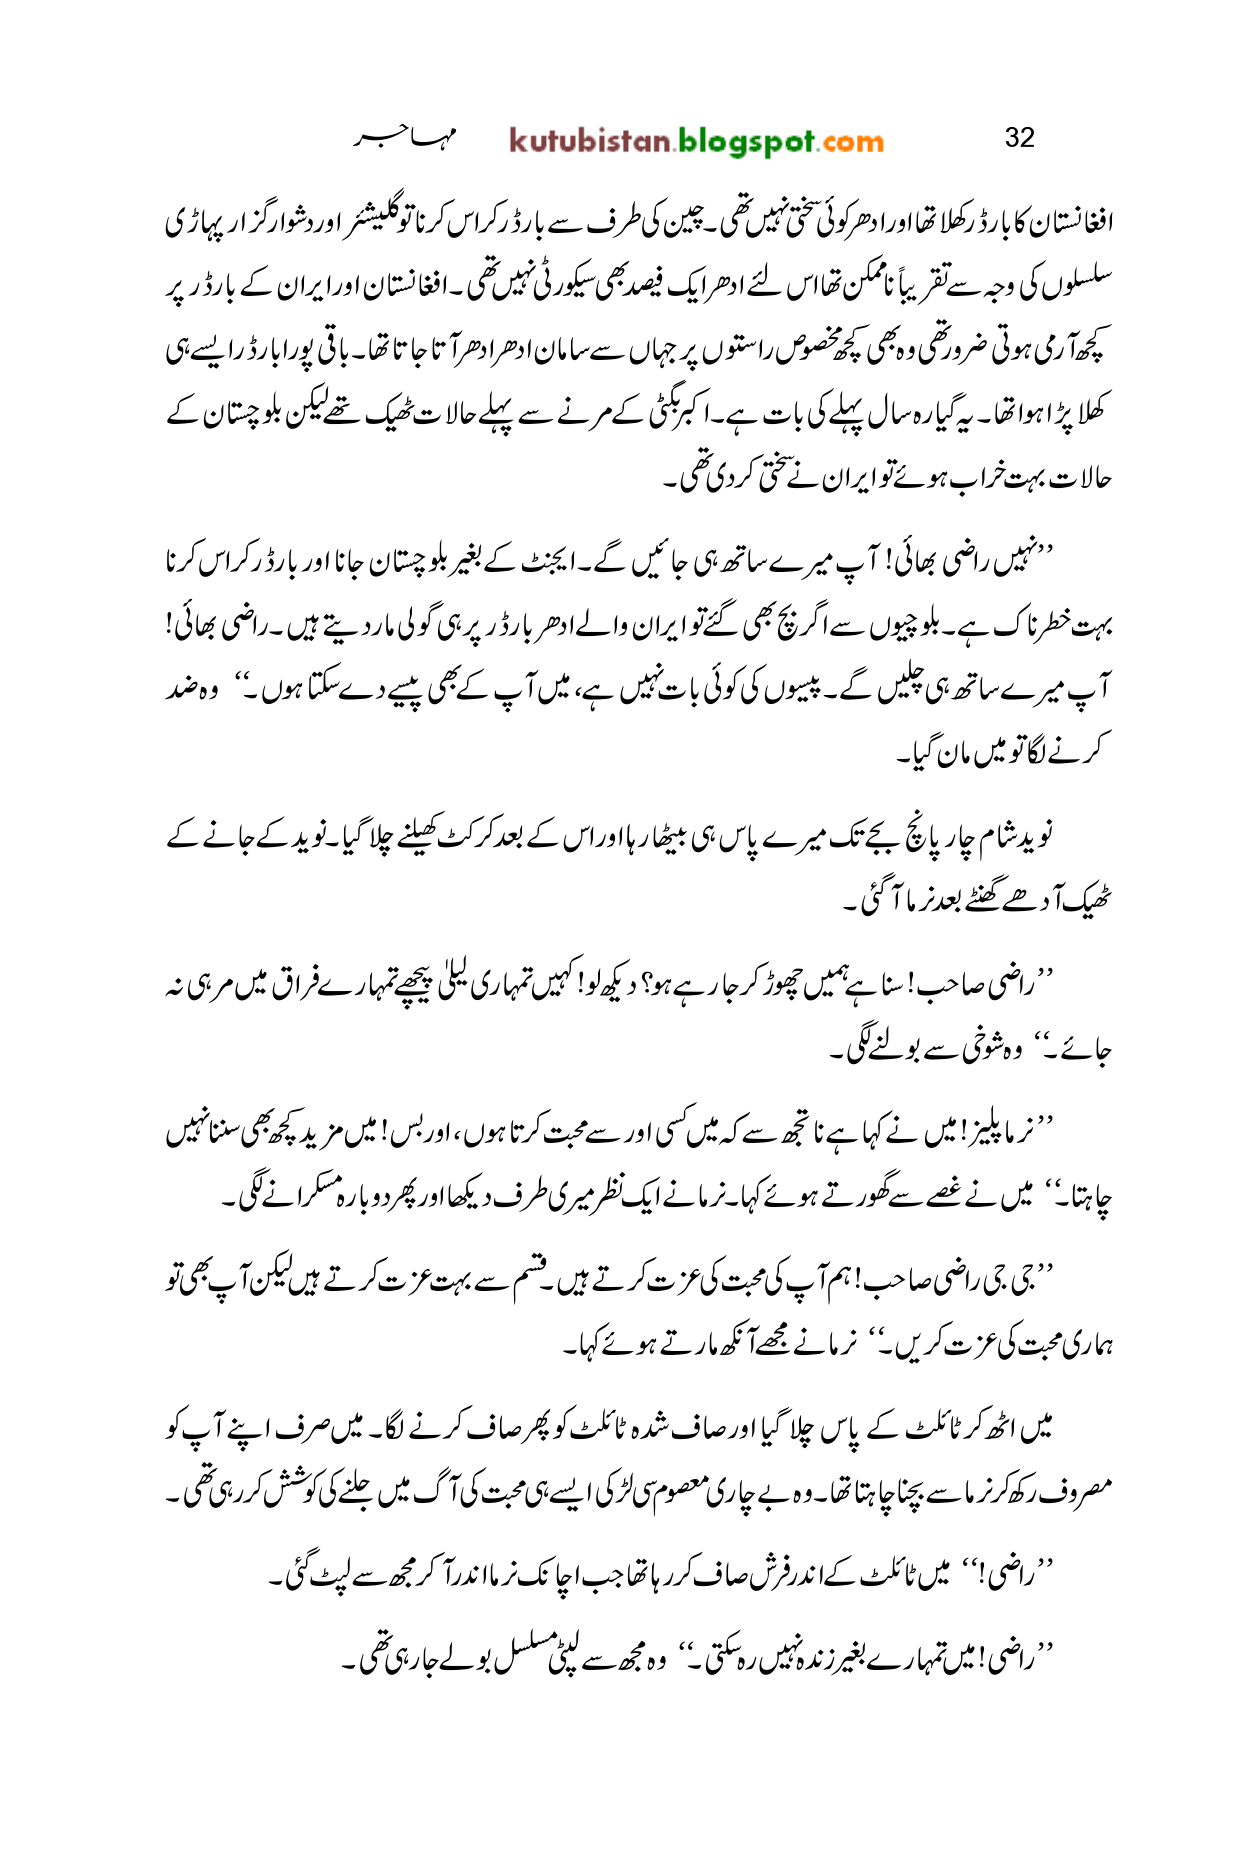 32 kutubistan.blogspot.com مہاجر
افغانستان کا بارڈر کھلا تھا اور ادھر کوئی سختی نہیں تھی۔ چین کی طرف سے بارڈر کراس کرنا تو گلیشئر اور دشوار گزار پہاڑی
سلسلوں کی وجہ سے تقریباً ناممکن تھا اس لئے ادھر ایک فیصد بھی سیکورٹی نہیں تھی۔ افغانستان اور ایران کے بارڈر پر
کچھ آرمی ہوتی ضرور تھی وہ بھی کچھ مخصوص راستوں پر جہاں سے سامان ادھر ادھر آتا جاتا تھا۔ باقی پورا بارڈر ایسے ہی
کھلا پڑا ہوا تھا۔ یہ گیارہ سال پہلے کی بات ہے۔ اکبر بگٹی کے مرنے سے پہلے حالات ٹھیک تھے لیکن بلوچستان کے
حالات بہت خراب ہوئے تو ایران نے سختی کر دی تھی۔
’’نہیں راضی بھائی! آپ میرے ساتھ ہی جائیں گے۔ ایجنٹ کے بغیر بلوچستان جانا اور بارڈر کراس کرنا
بہت خطرناک ہے۔ بلوچیوں سے اگر بچ بھی گئے تو ایران والے ادھر بارڈر پر ہی گولی مار دیتے ہیں۔ راضی بھائی!
آپ میرے ساتھ ہی چلیں گے۔ پیسوں کی کوئی بات نہیں ہے، میں آپ کے بھی پیسے دے سکتا ہوں۔‘‘ وہ ضد
کرنے لگا تو میں مان گیا۔
نوید شام چار پانچ بجے تک میرے پاس ہی بیٹھا رہا اور اس کے بعد کرکٹ کھیلنے چلا گیا۔ نوید کے جانے کے
ٹھیک آدھے گھنٹے بعد نرما آ گئی۔
’’راضی صاحب! سنا ہے ہمیں چھوڑ کر جا رہے ہو؟ دیکھ لو! کہیں تمہاری لیلیٰ پیچھے تمہارے فراق میں مر ہی نہ
جائے۔‘‘ وہ شوخی سے بولنے لگی۔
’’نرما پلیز! میں نے کہا ہے نا تجھ سے کہ میں کسی اور سے محبت کرتا ہوں، اور بس! میں مزید کچھ بھی سننا نہیں
چاہتا۔‘‘ میں نے غصے سے گھورتے ہوئے کہا۔ نرما نے ایک نظر میری طرف دیکھا اور پھر دوبارہ مسکرانے لگی۔
’’جی جی راضی صاحب! ہم آپ کی محبت کی عزت کرتے ہیں۔ قسم سے بہت عزت کرتے ہیں لیکن آپ بھی تو
ہماری محبت کی عزت کریں۔‘‘ نرما نے مجھے آنکھ مارتے ہوئے کہا۔
میں اٹھ کر ٹائلٹ کے پاس چلا گیا اور صاف شدہ ٹائلٹ کو پھر صاف کرنے لگا۔ میں صرف اپنے آپ کو
مصروف رکھ کر نرما سے بچنا چاہتا تھا۔ وہ بے چاری معصوم سی لڑکی ایسے ہی محبت کی آگ میں جلنے کی کوشش کر رہی تھی۔
’’راضی!‘‘ میں ٹائلٹ کے اندر فرش صاف کر رہا تھا جب اچانک نرما اندر آ کر مجھ سے لپٹ گئی۔
’’راضی! میں تمہارے بغیر زندہ نہیں رہ سکتی۔‘‘ وہ مجھ سے لپٹی مسلسل بولے جا رہی تھی۔